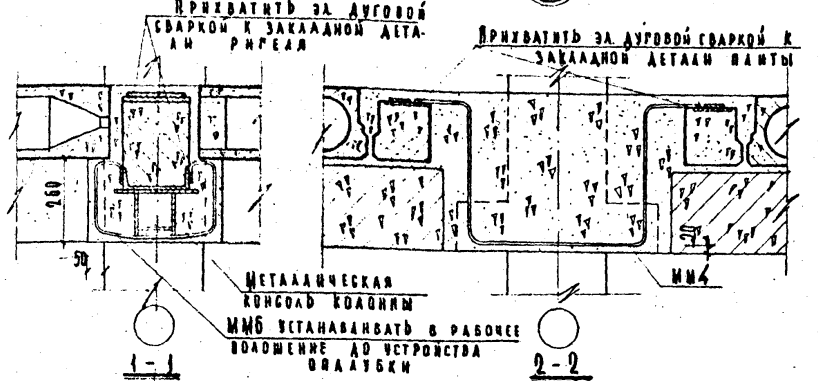 ПРИХВАТИТЬ ЭЛ. ДУГОВОЙ
СВАРКОЙ К ЗАКЛАДНОЙ ДЕТА-
ЛИ РИГЕЛЯ
ПРИХВАТИТЬ ЭЛ. ДУГОВОЙ СВАРКОЙ К
ЗАКЛАДНОЙ ДЕТАЛИ ПЛИТЫ
260
50
МЕТАЛЛИЧЕСКАЯ
КОНСОЛЬ КОЛОННЫ
ММ6 УСТАНАВЛИВАТЬ В РАБОЧЕЕ
ПОЛОЖЕНИЕ ДО УСТРОЙСТВА
ОПАЛУБКИ
ММ4
1-1
2-2